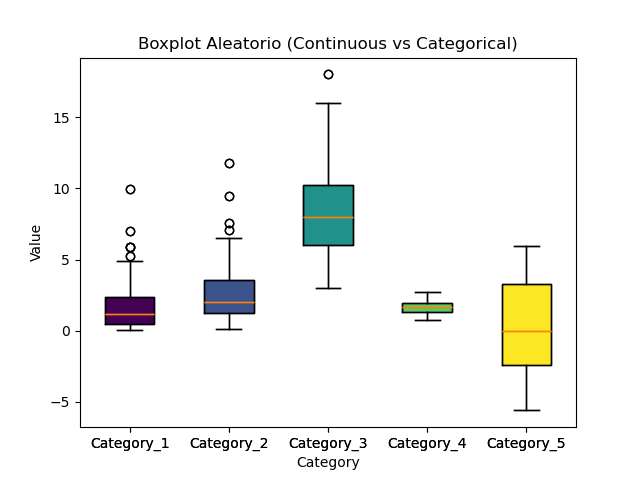 Boxplot Aleatorio (Continuous vs Categorical)
Value
15
10
5
0
−5
Category_1 Category_2 Category_3 Category_4 Category_5
Category